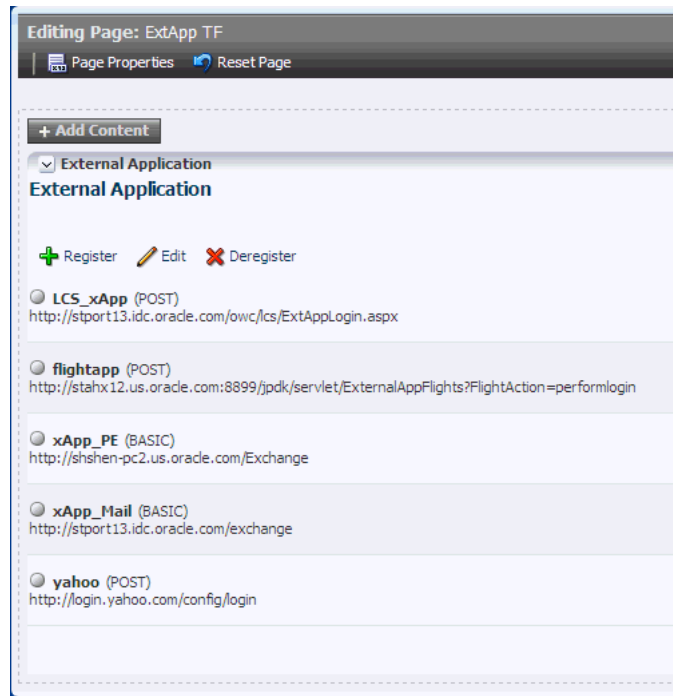 Editing Page: ExtApp TF
Page Properties Reset Page
+ Add Content
External Application
External Application
Register Edit Deregister
LCS_xApp (POST)
http://stport13.idc.oracle.com/owc/lcs/ExtAppLogin.aspx
flightapp (POST)
http://stahx12.us.oracle.com:8899/jpdk/servlet/ExternalAppFlights?FlightAction=performlogin
xApp_PE (BASIC)
http://shshen-pc2.us.oracle.com/Exchange
xApp_Mail (BASIC)
http://stport13.idc.oracle.com/exchange
yahoo (POST)
http://login.yahoo.com/config/login